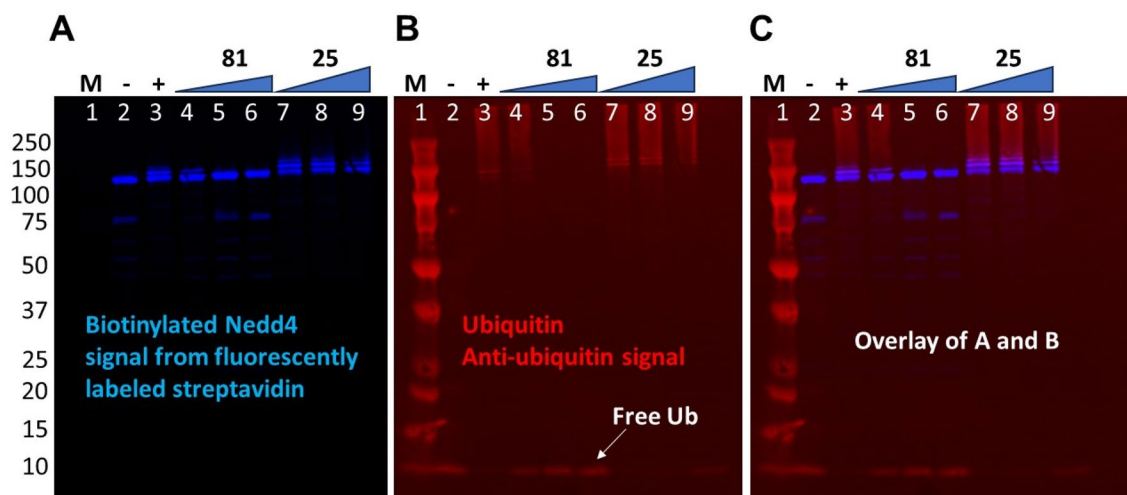 A B C
81 25 81 25 81 25
M - + M - + M - +
1 2 3 4 5 6 7 8 9 1 2 3 4 5 6 7 8 9 1 2 3 4 5 6 7 8 9
250
150
100
75
50
37
25
20
15
10
Biotinylated Nedd4
signal from fluorescently
labeled streptavidin
Ubiquitin
Anti-ubiquitin signal
Free Ub
Overlay of A and B